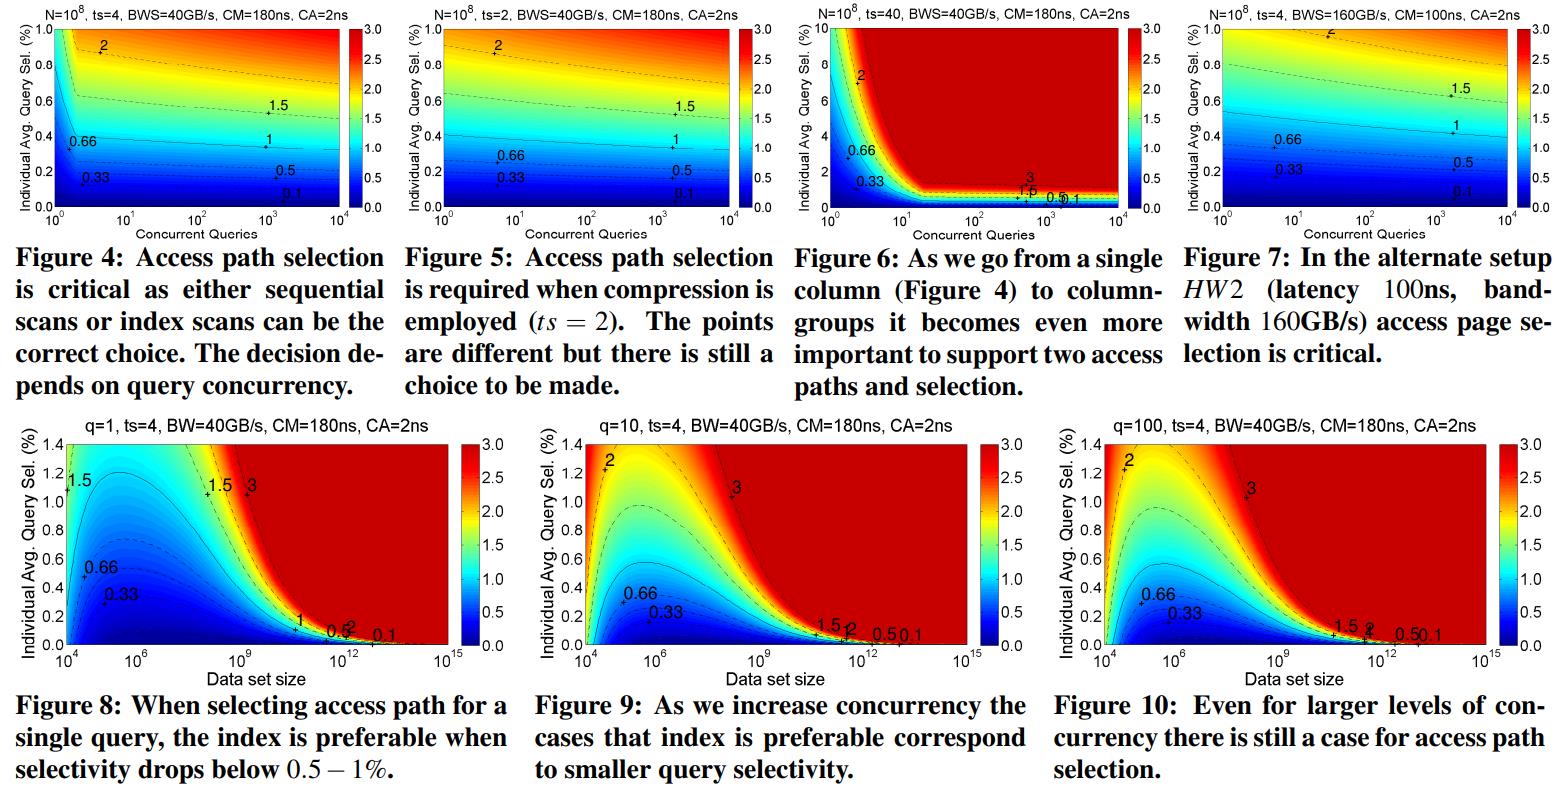 N=10^8, ts=4, BWS=40GB/s, CM=180ns, CA=2ns
Individual Avg. Query Sel. (%)
1.0
0.8
0.6
0.4
0.2
0.0
2
1.5
1
0.66
0.5
0.33
0.1
10^0 10^1 10^2 10^3 10^4
Concurrent Queries
3.0
2.5
2.0
1.5
1.0
0.5
0.0
Figure 4: Access path selection
is critical as either sequential
scans or index scans can be the
correct choice. The decision de-
pends on query concurrency.
N=10^8, ts=2, BWS=40GB/s, CM=180ns, CA=2ns
Individual Avg. Query Sel. (%)
1.0
0.8
0.6
0.4
0.2
0.0
2
1.5
1
0.66
0.5
0.33
0.1
10^0 10^1 10^2 10^3 10^4
Concurrent Queries
3.0
2.5
2.0
1.5
1.0
0.5
0.0
Figure 5: Access path selection
is required when compression is
employed (ts = 2). The points
are different but there is still a
choice to be made.
N=10^8, ts=40, BWS=40GB/s, CM=180ns, CA=2ns
Individual Avg. Query Sel. (%)
10
8
6
4
2
0
2
0.66
0.33
3
0.1
10^0 10^1 10^2 10^3 10^4
Concurrent Queries
3.0
2.5
2.0
1.5
1.0
0.5
0.0
Figure 6: As we go from a single
column (Figure 4) to column-
groups it becomes even more
important to support two access
paths and selection.
N=10^8, ts=4, BWS=160GB/s, CM=100ns, CA=2ns
Individual Avg. Query Sel. (%)
1.0
0.8
0.6
0.4
0.2
0.0
2
1.5
1
0.66
0.5
0.33
0.1
10^0 10^1 10^2 10^3 10^4
Concurrent Queries
3.0
2.5
2.0
1.5
1.0
0.5
0.0
Figure 7: In the alternate setup
HW2 (latency 100ns, band-
width 160GB/s) access page se-
lection is critical.
q=1, ts=4, BW=40GB/s, CM=180ns, CA=2ns
Individual Avg. Query Sel. (%)
1.4
1.2
1.0
0.8
0.6
0.4
0.2
0.0
1.5
1.5
3
0.66
0.33
1
0.5
2
0.1
10^4 10^6 10^9 10^12 10^15
Data set size
3.0
2.5
2.0
1.5
1.0
0.5
0.0
Figure 8: When selecting access path for a
single query, the index is preferable when
selectivity drops below 0.5 − 1%.
q=10, ts=4, BW=40GB/s, CM=180ns, CA=2ns
Individual Avg. Query Sel. (%)
1.4
1.2
1.0
0.8
0.6
0.4
0.2
0.0
2
3
0.66
0.33
1.5
2
0.5
0.1
10^4 10^6 10^9 10^12 10^15
Data set size
3.0
2.5
2.0
1.5
1.0
0.5
0.0
Figure 9: As we increase concurrency the
cases that index is preferable correspond
to smaller query selectivity.
q=100, ts=4, BW=40GB/s, CM=180ns, CA=2ns
Individual Avg. Query Sel. (%)
1.4
1.2
1.0
0.8
0.6
0.4
0.2
0.0
2
3
0.66
0.33
1.5
0.5
0.1
10^4 10^6 10^9 10^12 10^15
Data set size
3.0
2.5
2.0
1.5
1.0
0.5
0.0
Figure 10: Even for larger levels of con-
currency there is still a case for access path
selection.